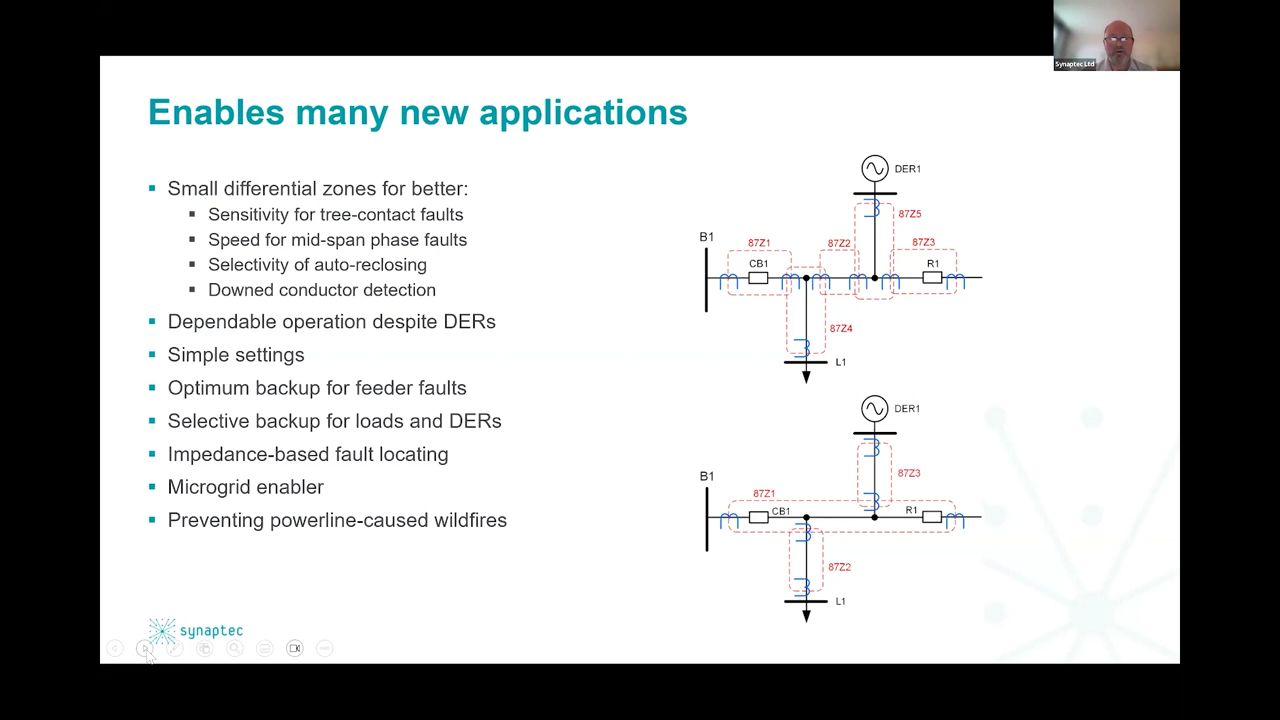 Synaptec Ltd
Enables many new applications
Small differential zones for better:
Sensitivity for tree-contact faults
Speed for mid-span phase faults
Selectivity of auto-reclosing
Downed conductor detection
Dependable operation despite DERs
Simple settings
Optimum backup for feeder faults
Selective backup for loads and DERs
Impedance-based fault locating
Microgrid enabler
Preventing powerline-caused wildfires
DER1
87Z5
B1
87Z1
87Z2
87Z3
CB1
R1
87Z4
L1
DER1
87Z3
B1
87Z1
CB1
R1
87Z2
L1
synaptec